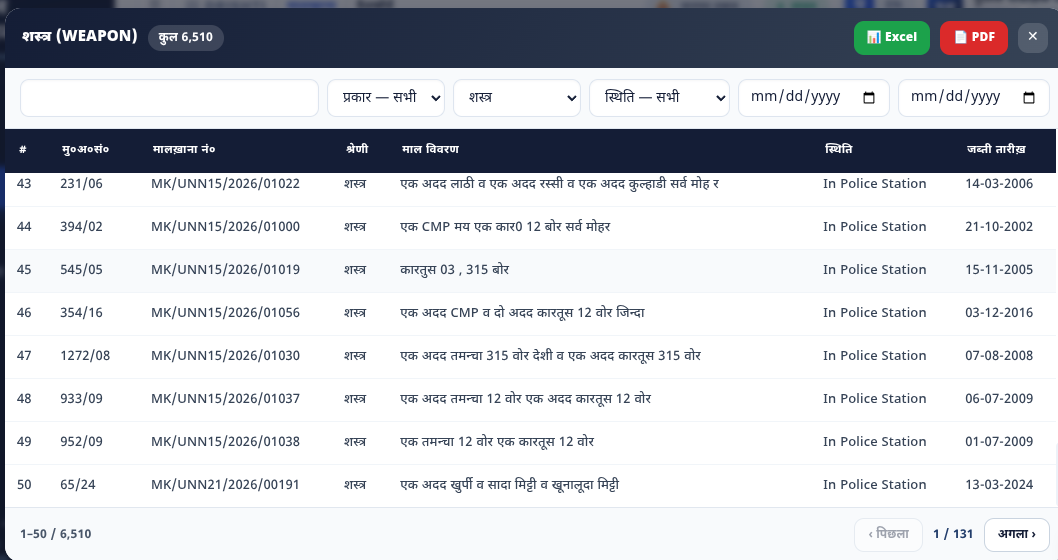 शस्त्र (WEAPON) कुल 6,510 📊 Excel 📄 PDF ✕
प्रकार — सभी शस्त्र स्थिति — सभी mm/dd/yyyy mm/dd/yyyy
# मु०अ०सं० मालख़ाना नं० श्रेणी माल विवरण स्थिति जब्ती तारीख़
43 231/06 MK/UNN15/2026/01022 शस्त्र एक अदद लाठी व एक अदद रस्सी व एक अदद कुल्हाडी सर्व मोह र In Police Station 14-03-2006
44 394/02 MK/UNN15/2026/01000 शस्त्र एक CMP मय एक कार0 12 बोर सर्व मोहर In Police Station 21-10-2002
45 545/05 MK/UNN15/2026/01019 शस्त्र कारतुस 03 , 315 बोर In Police Station 15-11-2005
46 354/16 MK/UNN15/2026/01056 शस्त्र एक अदद CMP व दो अदद कारतूस 12 वोर जिन्दा In Police Station 03-12-2016
47 1272/08 MK/UNN15/2026/01030 शस्त्र एक अदद तमन्चा 315 वोर देशी व एक अदद कारतूस 315 वोर In Police Station 07-08-2008
48 933/09 MK/UNN15/2026/01037 शस्त्र एक अदद तमन्चा 12 वोर एक अदद कारतूस 12 वोर In Police Station 06-07-2009
49 952/09 MK/UNN15/2026/01038 शस्त्र एक तमन्चा 12 वोर एक कारतूस 12 वोर In Police Station 01-07-2009
50 65/24 MK/UNN21/2026/00191 शस्त्र एक अदद खुर्पी व सादा मिट्टी व खूनालूदा मिट्टी In Police Station 13-03-2024
1–50 / 6,510 ‹ पिछला 1 / 131 अगला ›